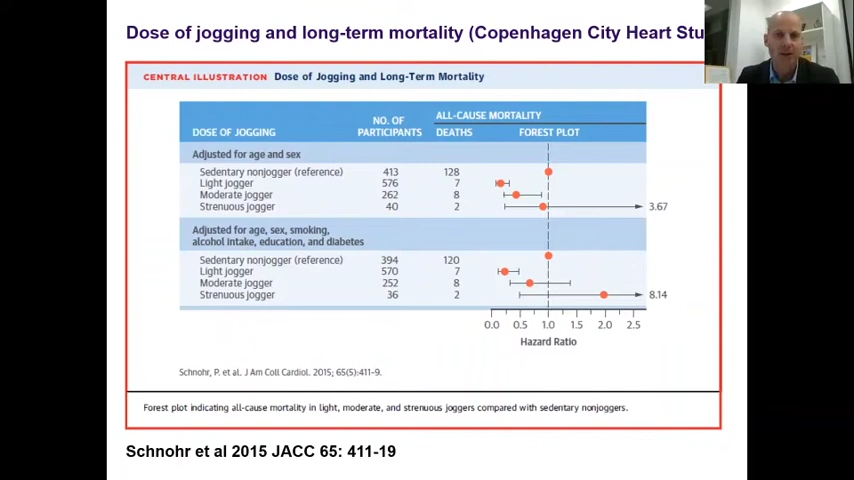 Dose of jogging and long-term mortality (Copenhagen City Heart Stu
CENTRAL ILLUSTRATION Dose of Jogging and Long-Term Mortality
DOSE OF JOGGING NO. OF PARTICIPANTS ALL-CAUSE MORTALITY DEATHS FOREST PLOT
Adjusted for age and sex
Sedentary nonjogger (reference) 413 128
Light jogger 576 7
Moderate jogger 262 8
Strenuous jogger 40 2 3.67
Adjusted for age, sex, smoking,
alcohol intake, education, and diabetes
Sedentary nonjogger (reference) 394 120
Light jogger 570 7
Moderate jogger 252 8
Strenuous jogger 36 2 8.14
0.0 0.5 1.0 1.5 2.0 2.5
Hazard Ratio
Schnohr, P. et al. J Am Coll Cardiol. 2015; 65(5):411-9.
Forest plot indicating all-cause mortality in light, moderate, and strenuous joggers compared with sedentary nonjoggers.
Schnohr et al 2015 JACC 65: 411-19